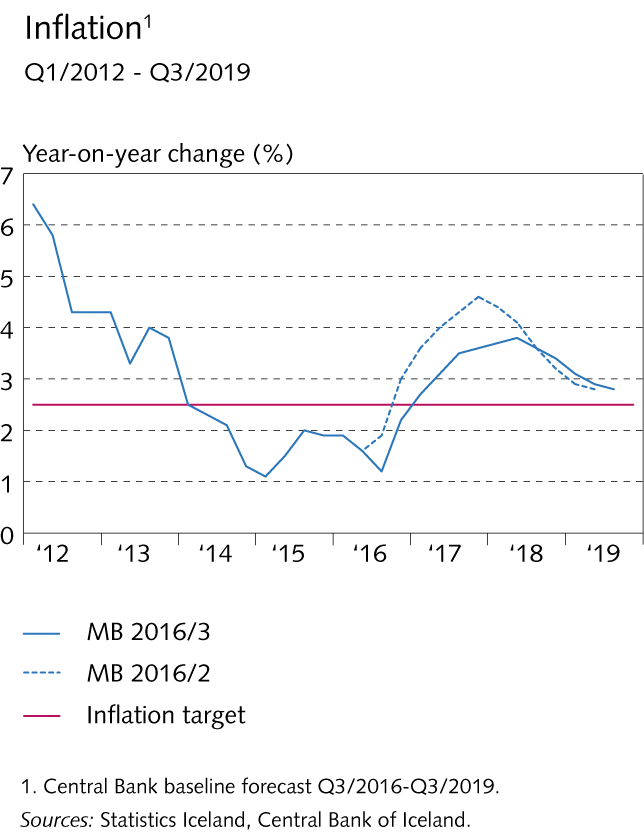 Inflation¹
Q1/2012 - Q3/2019
Year-on-year change (%)
7
6
5
4
3
2
1
0
‘12 ‘13 ‘14 ‘15 ‘16 ‘17 ‘18 ‘19
MB 2016/3
MB 2016/2
Inflation target
1. Central Bank baseline forecast Q3/2016-Q3/2019.
Sources: Statistics Iceland, Central Bank of Iceland.